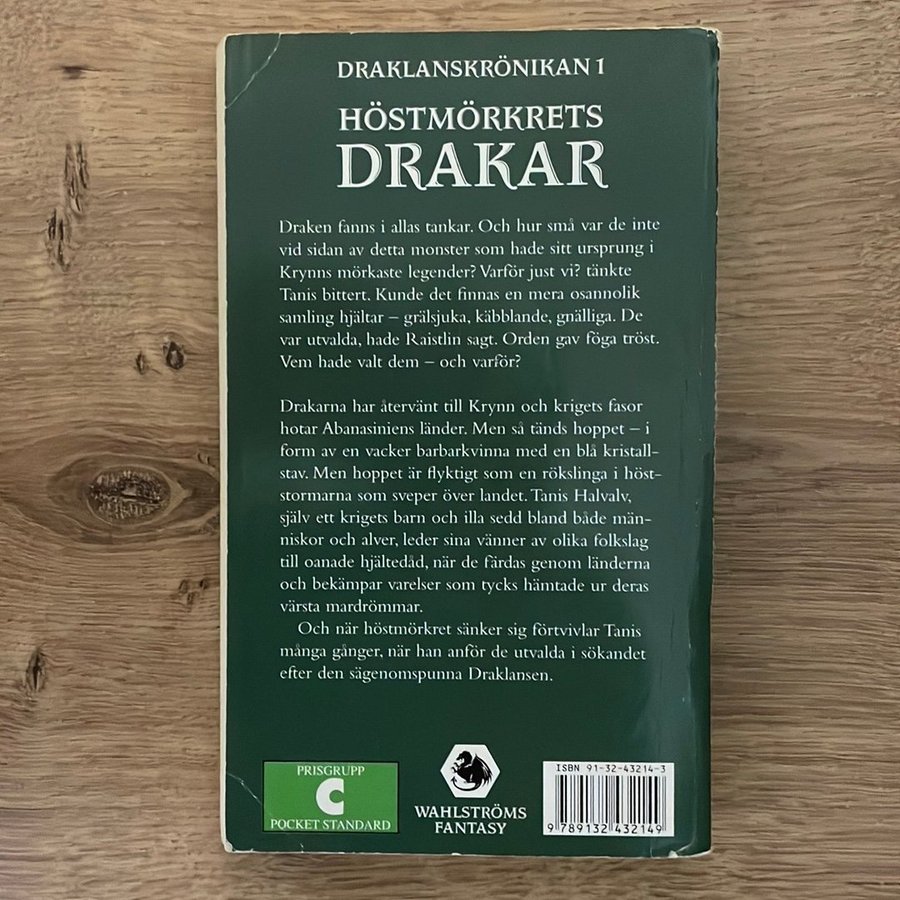 DRAKLANSKRÖNIKAN 1
HÖSTMÖRKRETS
DRAKAR
Draken fanns i allas tankar. Och hur små var de inte
vid sidan av detta monster som hade sitt ursprung i
Krynns mörkaste legender? Varför just vi? tänkte
Tanis bittert. Kunde det finnas en mera osannolik
samling hjältar – grälsjuka, käbblande, gnälliga. De
var utvalda, hade Raistlin sagt. Orden gav föga tröst.
Vem hade valt dem – och varför?
Drakarna har återvänt till Krynn och krigets fasor
hotar Abanasiniens länder. Men så tänds hoppet – i
form av en vacker barbarkvinna med en blå kristall-
stav. Men hoppet är flyktigt som en rökslinga i höst-
stormarna som sveper över landet. Tanis Halvalv,
själv ett krigets barn och illa sedd bland både män-
niskor och alver, leder sina vänner av olika folkslag
till oanade hjältedåd, när de färdas genom länderna
och bekämpar varelser som tycks hämtade ur deras
värsta mardrömmar.
Och när höstmörkret sänker sig förtvivlar Tanis
många gånger, när han anför de utvalda i sökandet
efter den sägenomspunna Draklansen.
PRISGRUPP
C
POCKET STANDARD
WAHLSTRÖMS
FANTASY
ISBN 91-32-43214-3
9 789132 432149